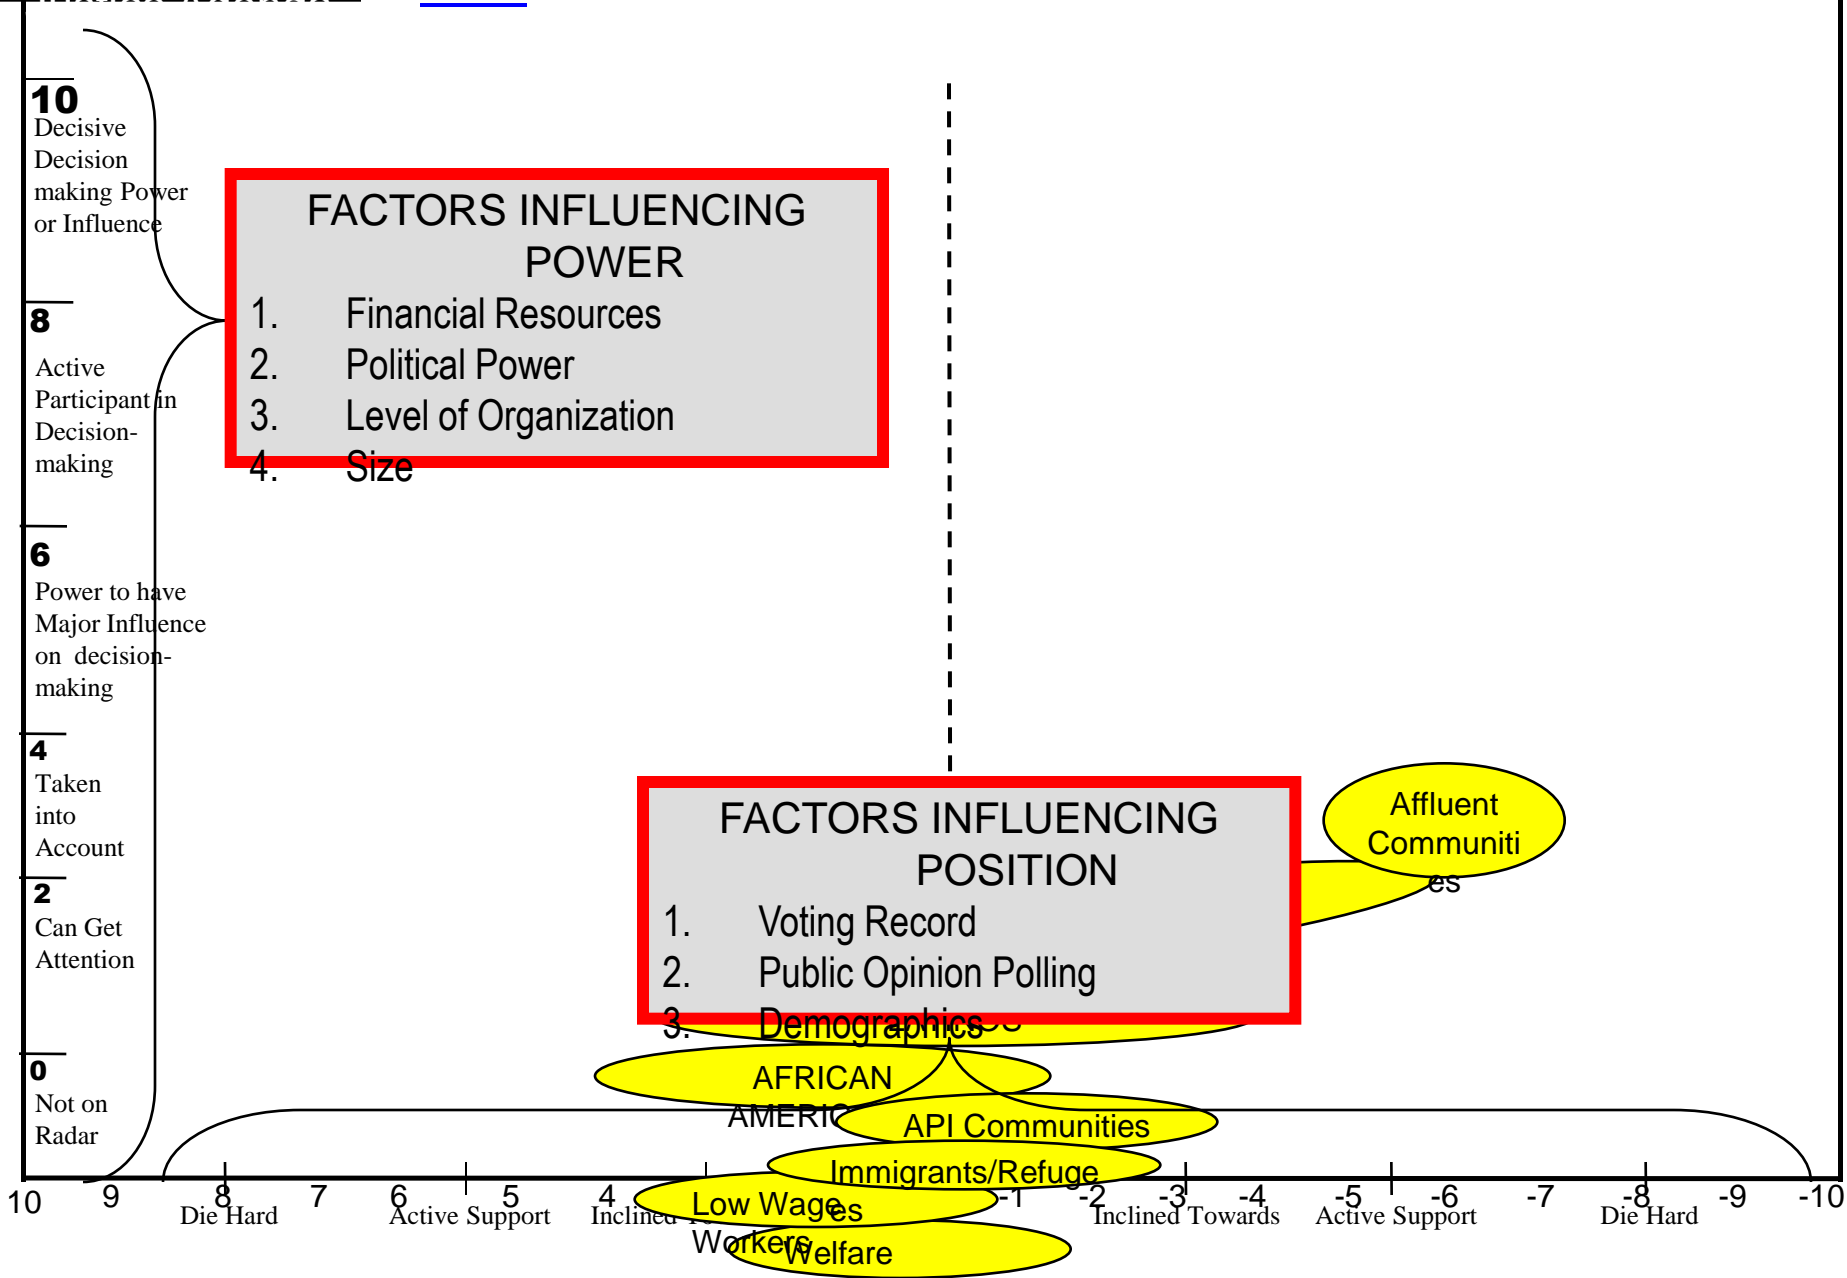 10
Decisive
Decision
making Power
or Influence
FACTORS INFLUENCING
POWER
1. Financial Resources
2. Political Power
3. Level of Organization
4. Size
8
Active
Participant in
Decision-
making
6
Power to have
Major Influence
on decision-
making
4
Taken
into
Account
2
Can Get
Attention
0
Not on
Radar
FACTORS INFLUENCING
POSITION
1. Voting Record
2. Public Opinion Polling
3. Demographics
Affluent
Communiti
es
AFRICAN
API Communities
Immigrants/Refuge
es
Low Wage
Workers
Welfare
10 9 8 7 6 5 4 -1 -2 -3 -4 -5 -6 -7 -8 -9 -10
Die Hard Active Support Inclined Inclined Towards Active Support Die Hard